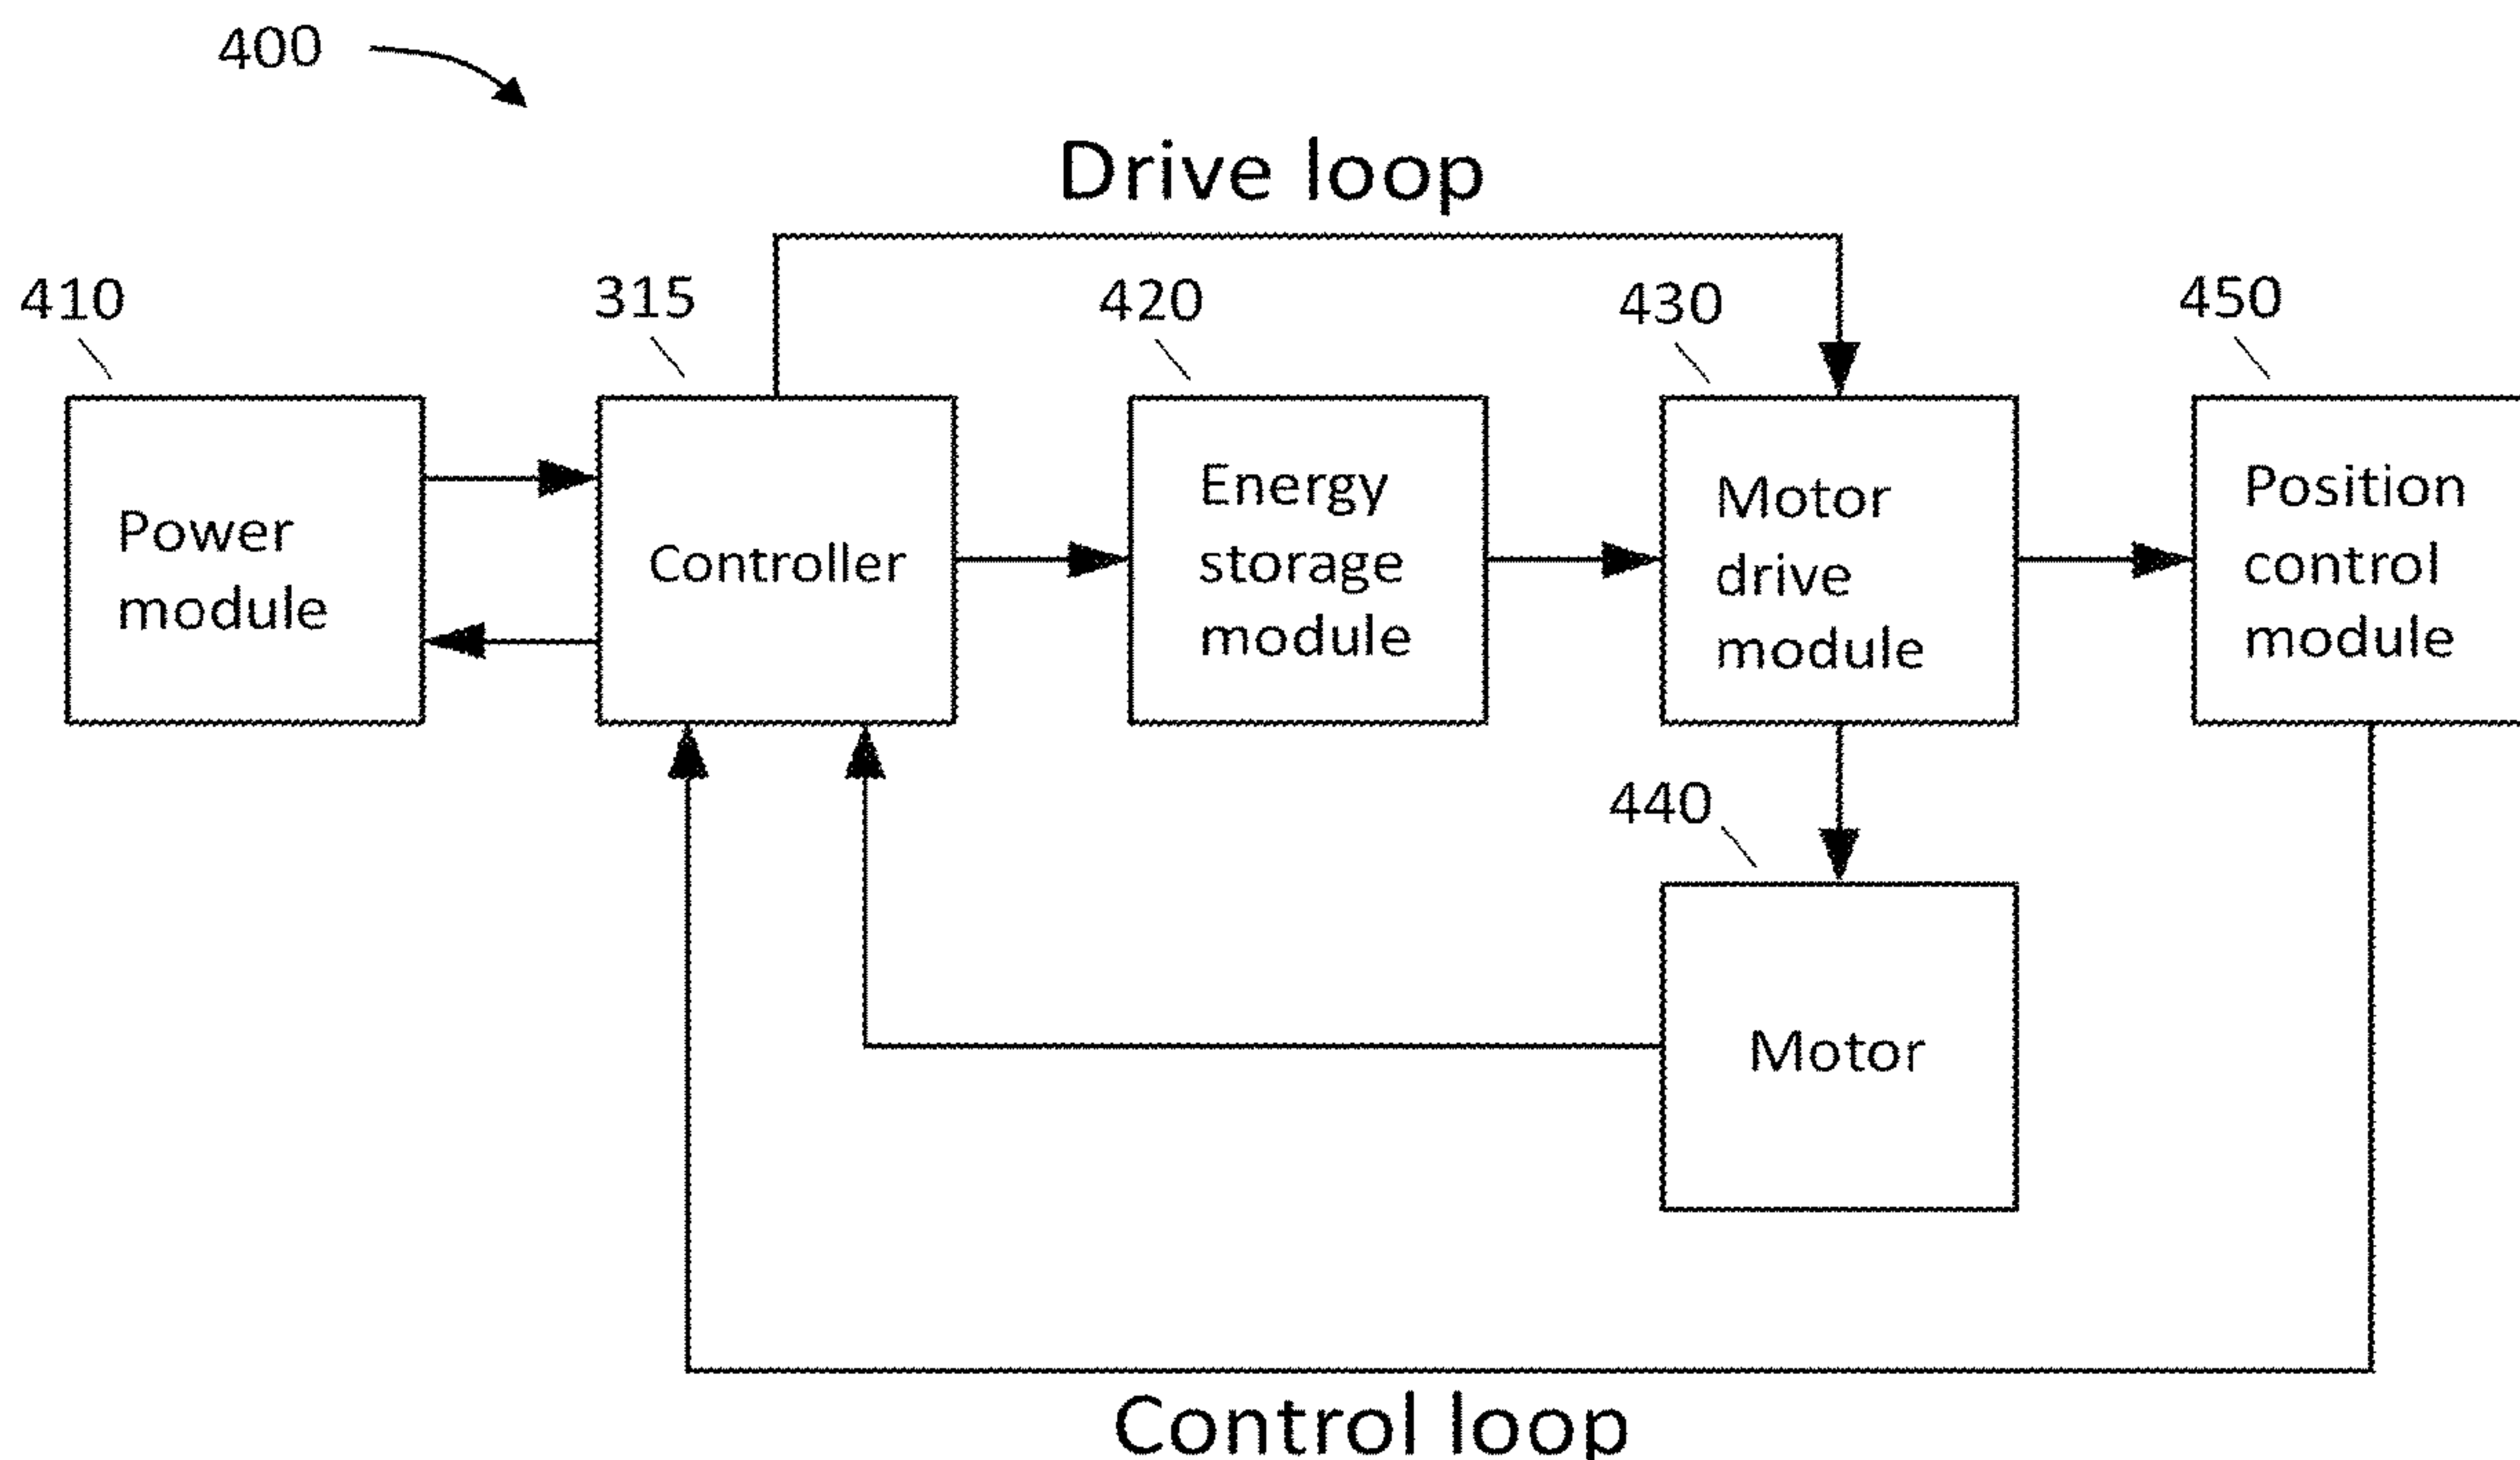 400
Drive loop
410
315
420
430
450
Power
module
Controller
Energy
storage
module
Motor
drive
module
Position
control
module
440
Motor
Control loop